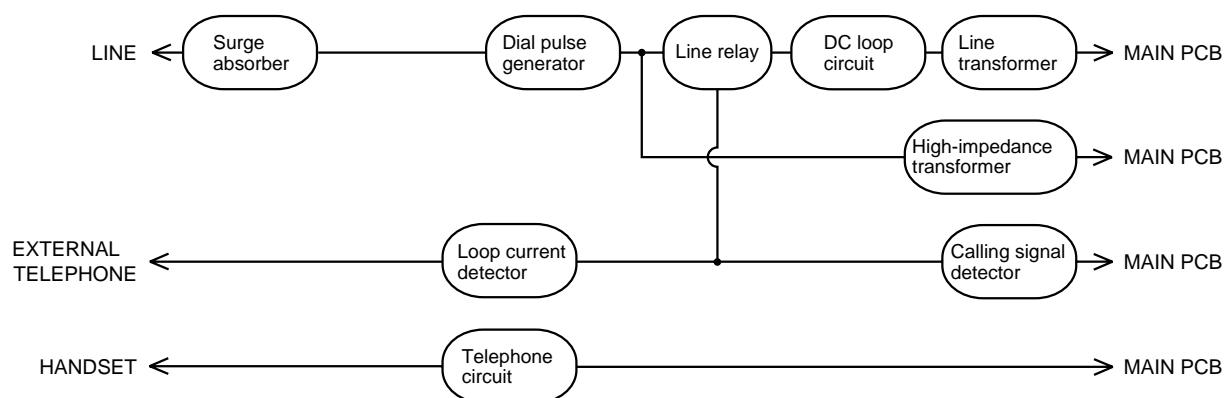 LINE
Surge
absorber
Dial pulse
generator
Line relay
DC loop
circuit
Line
transformer
MAIN PCB
High-impedance
transformer
MAIN PCB
EXTERNAL
TELEPHONE
Loop current
detector
Calling signal
detector
MAIN PCB
HANDSET
Telephone
circuit
MAIN PCB